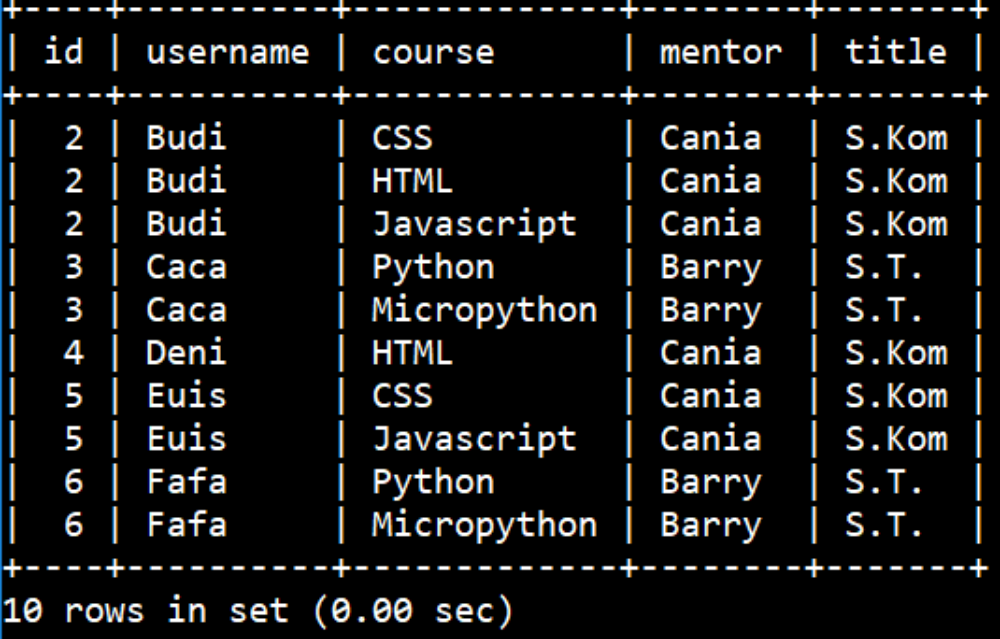 +----+----------+-------------+--------+-------+
| id | username | course      | mentor | title |
+----+----------+-------------+--------+-------+
|  2 | Budi     | CSS         | Cania  | S.Kom |
|  2 | Budi     | HTML        | Cania  | S.Kom |
|  2 | Budi     | Javascript  | Cania  | S.Kom |
|  3 | Caca     | Python      | Barry  | S.T.  |
|  3 | Caca     | Micropython | Barry  | S.T.  |
|  4 | Deni     | HTML        | Cania  | S.Kom |
|  5 | Euis     | CSS         | Cania  | S.Kom |
|  5 | Euis     | Javascript  | Cania  | S.Kom |
|  6 | Fafa     | Python      | Barry  | S.T.  |
|  6 | Fafa     | Micropython | Barry  | S.T.  |
+----+----------+-------------+--------+-------+
10 rows in set (0.00 sec)